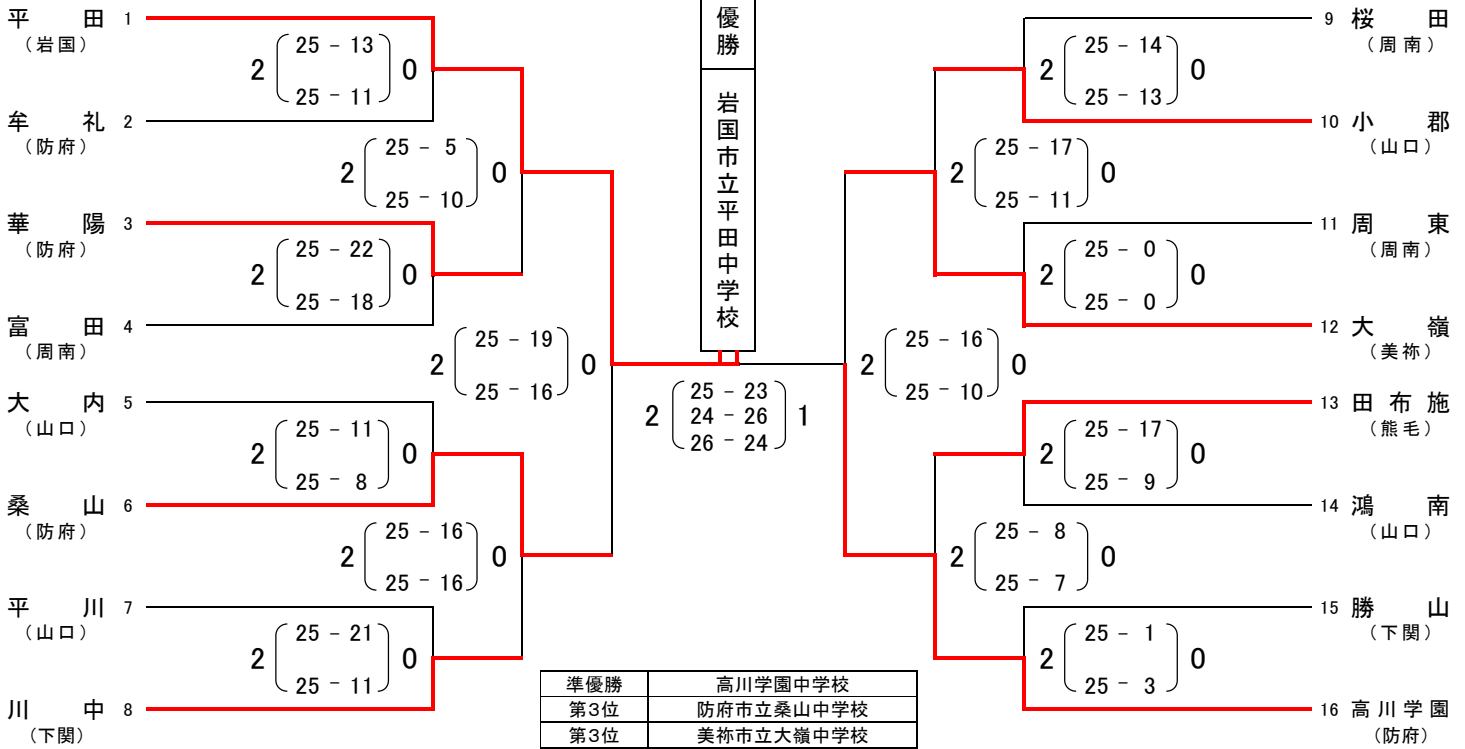 優勝
岩国市立平田中学校
平田 1
（岩国）
2 25 - 13 0
25 - 11
牟礼 2
（防府）
2 25 - 5 0
25 - 10
華陽 3
（防府）
2 25 - 22 0
25 - 18
富田 4
（周南）
2 25 - 19 0
25 - 16
大内 5
（山口）
2 25 - 11 0
25 - 8
桑山 6
（防府）
2 25 - 16 0
25 - 16
平川 7
（山口）
2 25 - 21 0
25 - 11
川中 8
（下関）
25 - 23
2 24 - 26 1
26 - 24
9 桜田
（周南）
2 25 - 14 0
25 - 13
10 小郡
（山口）
2 25 - 17 0
25 - 11
11 周東
（周南）
2 25 - 0 0
25 - 0
12 大嶺
（美祢）
2 25 - 16 0
25 - 10
13 田布施
（熊毛）
2 25 - 17 0
25 - 9
14 鴻南
（山口）
2 25 - 8 0
25 - 7
15 勝山
（下関）
2 25 - 1 0
25 - 3
16 高川学園
（防府）
準優勝 高川学園中学校
第3位 防府市立桑山中学校
第3位 美祢市立大嶺中学校